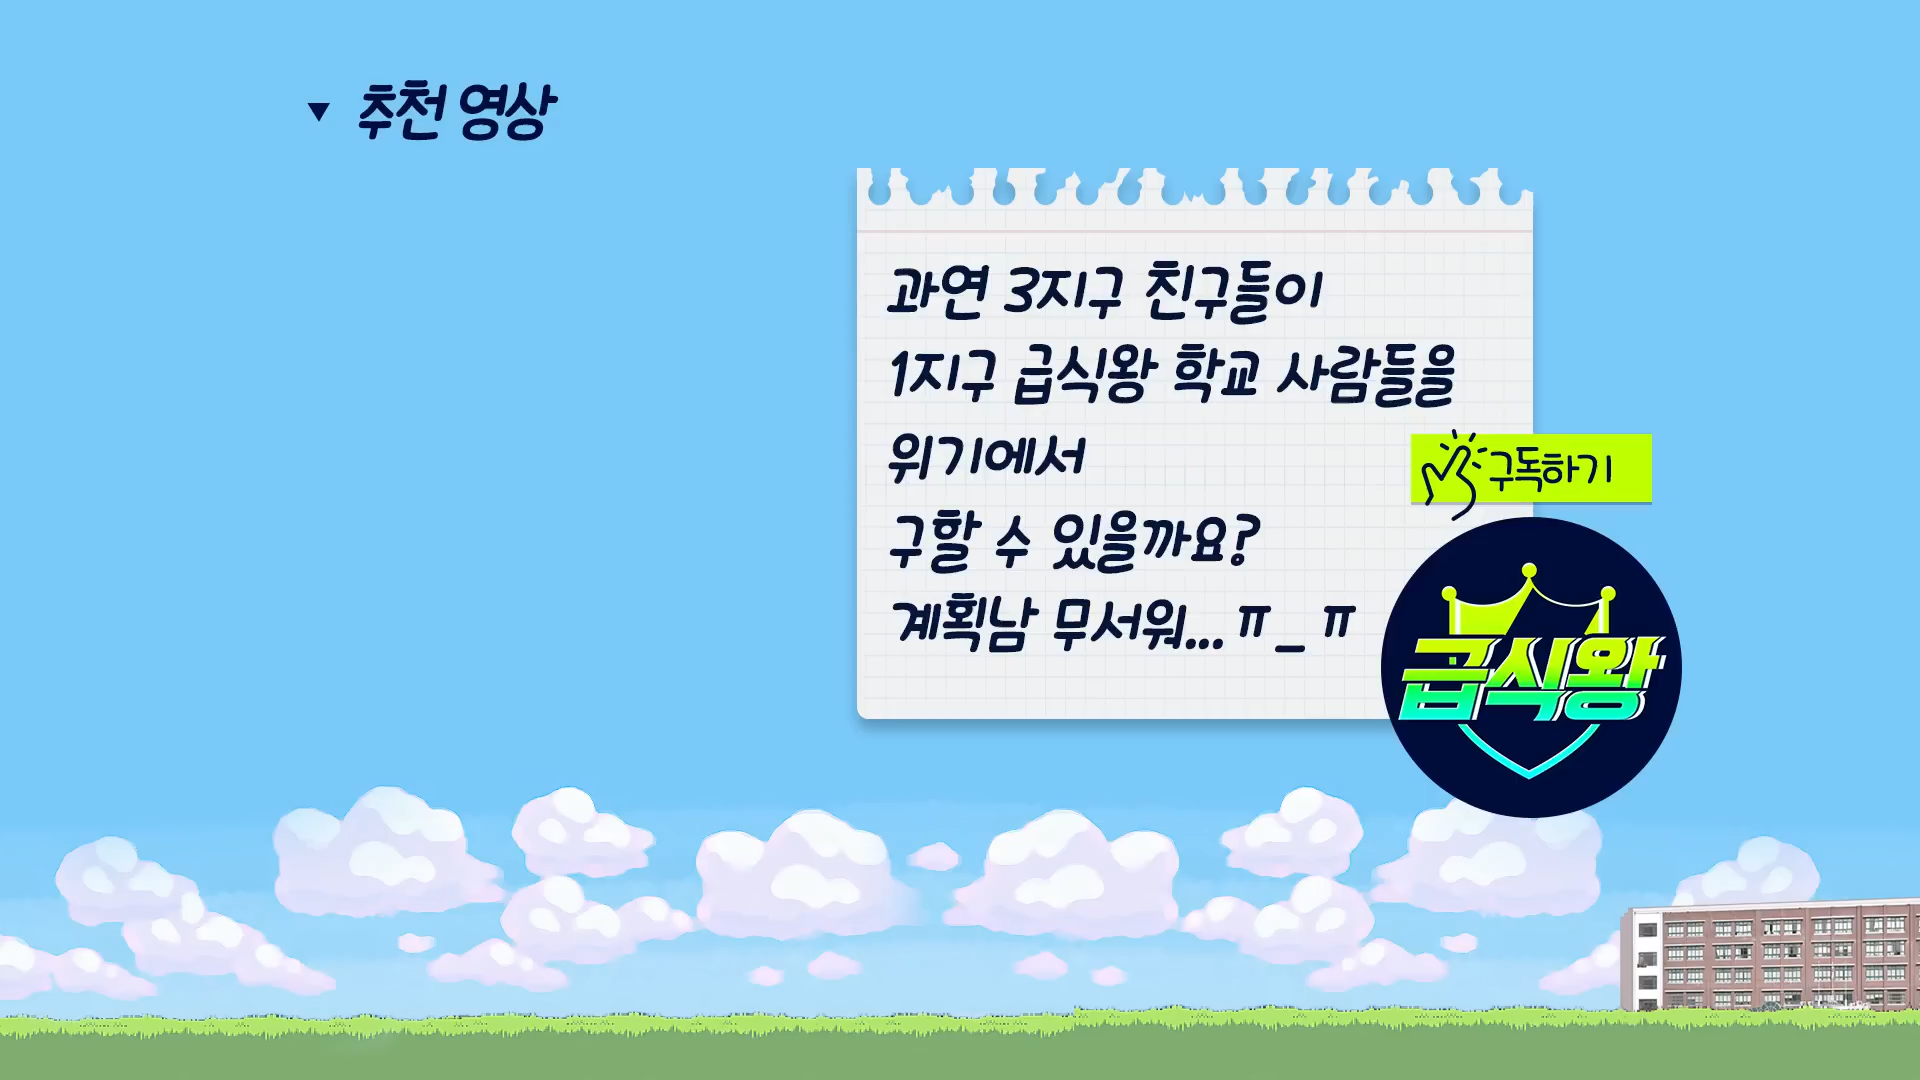 ▼ 추천 영상
과연 3지구 친구들이
1지구 급식왕 학교 사람들을
위기에서
구할 수 있을까요?
계획남 무서워...ㅠ_ㅠ
구독하기
급식왕